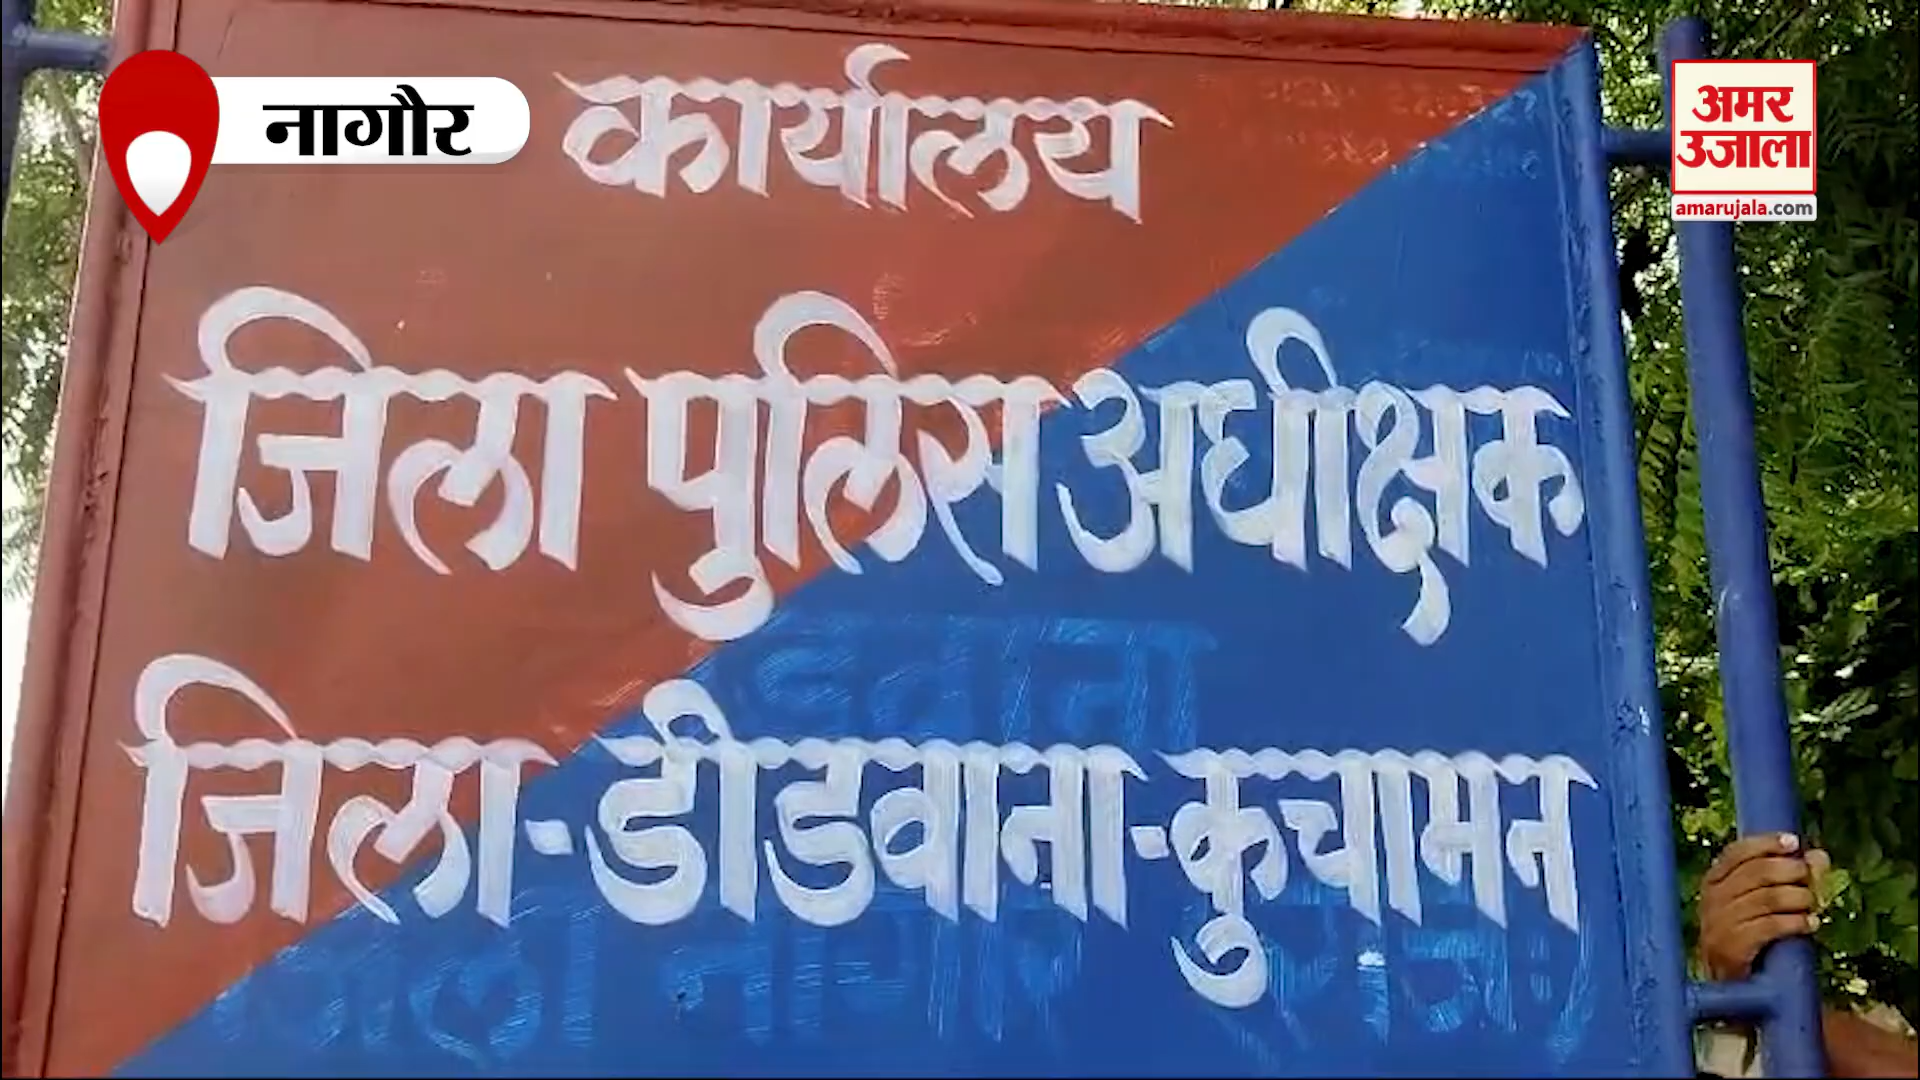 नागौर
अमर
उजाला
amarujala.com
कार्यालय
जिला पुलिस अधीक्षक
जिला-डीडवाना-कुचामन